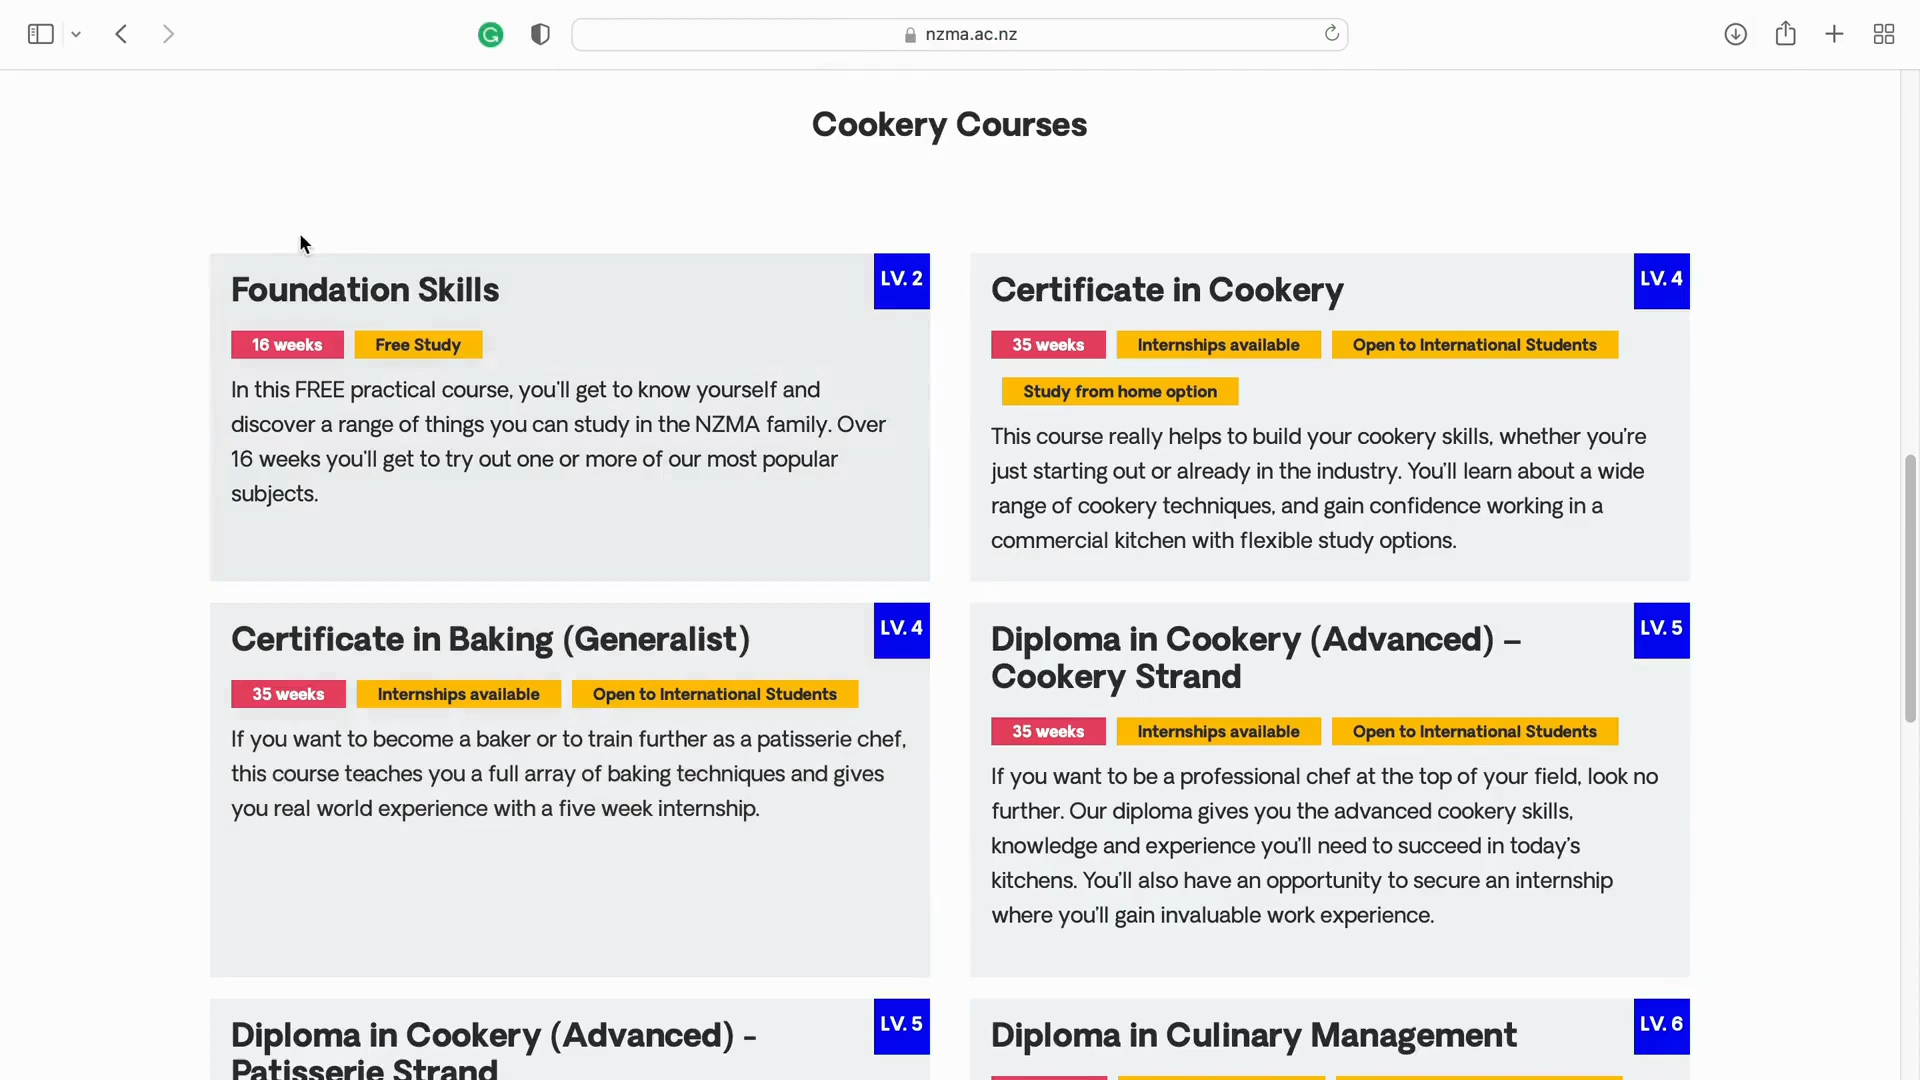 nzma.ac.nz
Cookery Courses
Foundation Skills
LV. 2
16 weeks
Free Study
In this FREE practical course, you'll get to know yourself and
discover a range of things you can study in the NZMA family. Over
16 weeks you'll get to try out one or more of our most popular
subjects.
Certificate in Cookery
LV. 4
35 weeks
Internships available
Open to International Students
Study from home option
This course really helps to build your cookery skills, whether you're
just starting out or already in the industry. You'll learn about a wide
range of cookery techniques, and gain confidence working in a
commercial kitchen with flexible study options.
Certificate in Baking (Generalist)
LV. 4
35 weeks
Internships available
Open to International Students
If you want to become a baker or to train further as a patisserie chef,
this course teaches you a full array of baking techniques and gives
you real world experience with a five week internship.
Diploma in Cookery (Advanced) –
Cookery Strand
LV. 5
35 weeks
Internships available
Open to International Students
If you want to be a professional chef at the top of your field, look no
further. Our diploma gives you the advanced cookery skills,
knowledge and experience you'll need to succeed in today's
kitchens. You'll also have an opportunity to secure an internship
where you'll gain invaluable work experience.
Diploma in Cookery (Advanced) -
Patisserie Strand
LV. 5
Diploma in Culinary Management
LV. 6